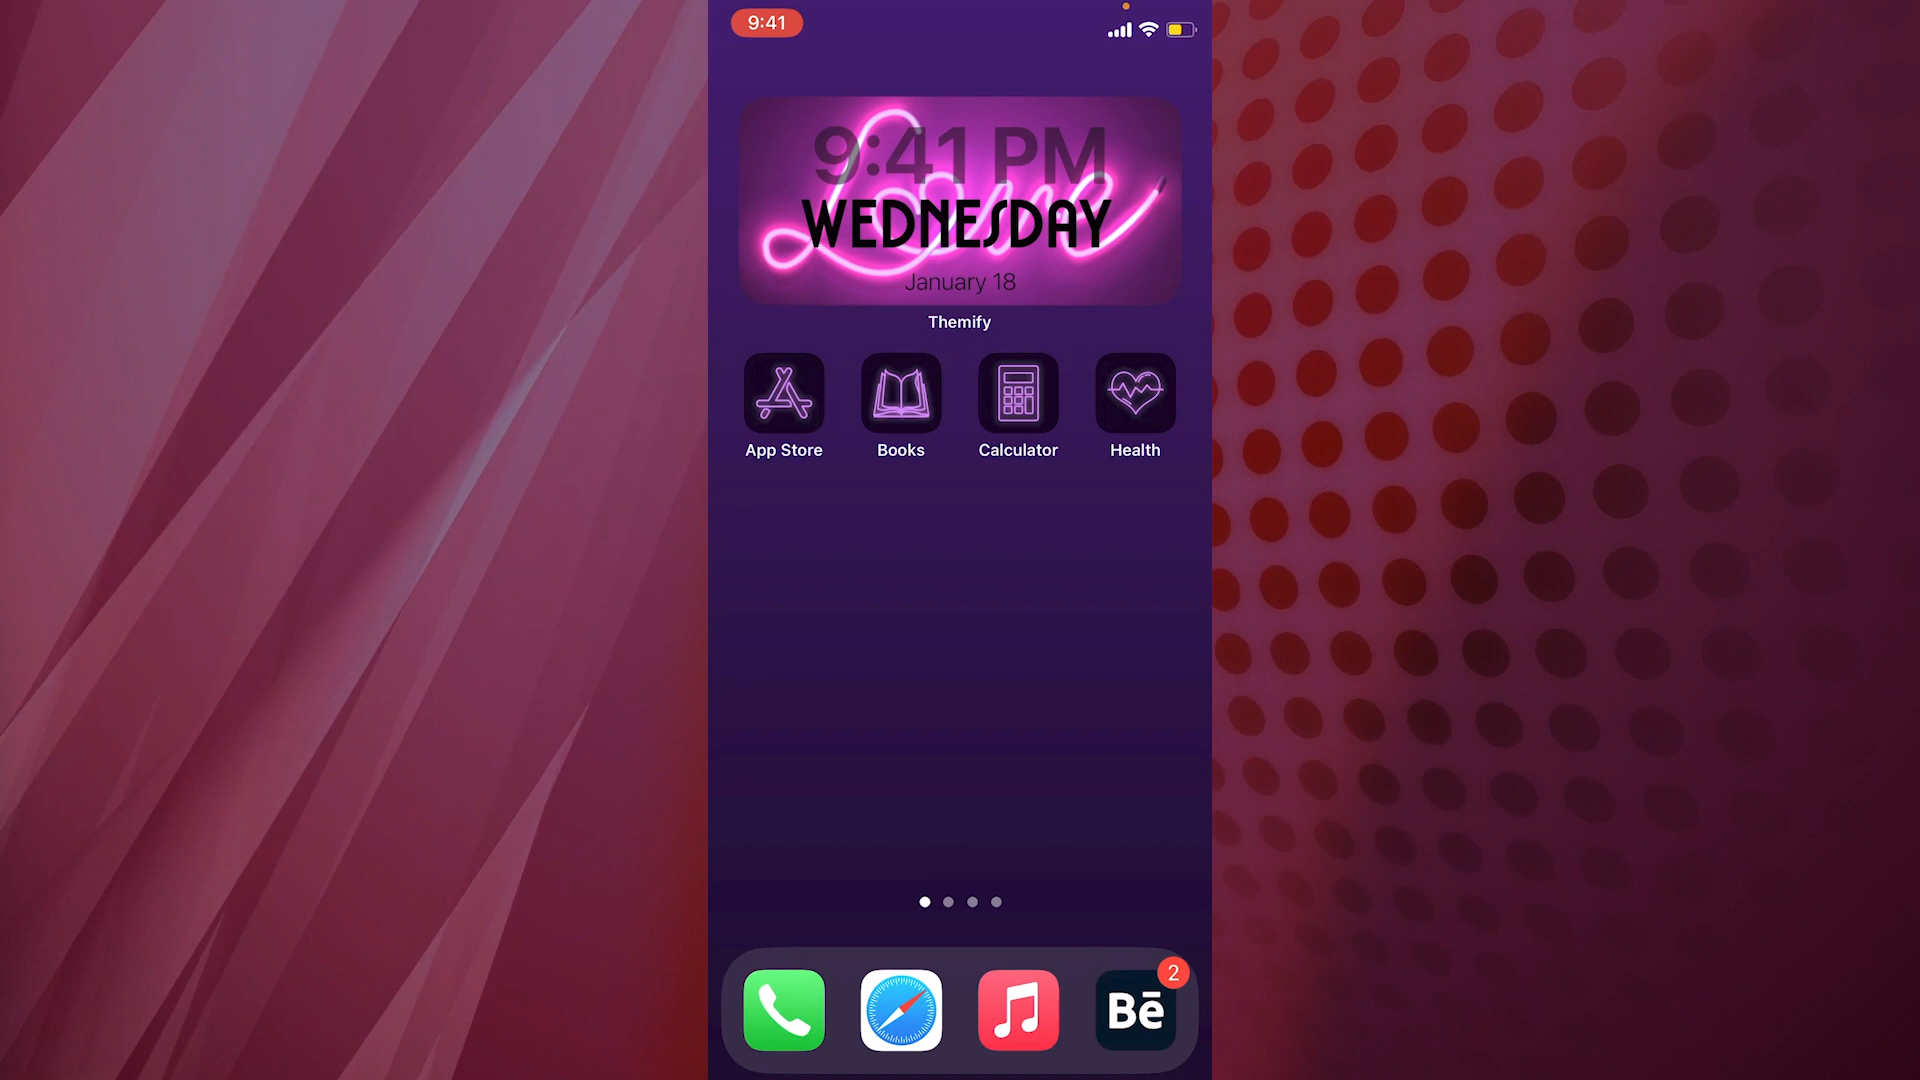 9:41
9:41 PM
Love
WEDNESDAY
January 18
Themify
App Store Books Calculator Health
2
Bē